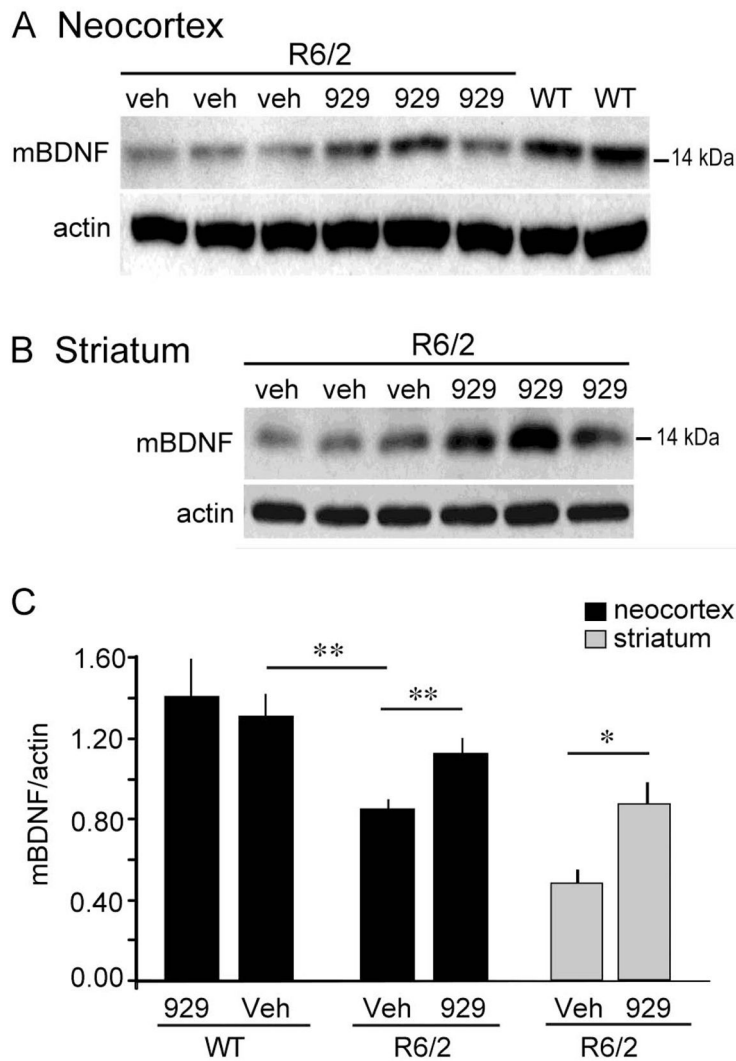 A Neocortex
R6/2
veh veh veh 929 929 929 WT WT
mBDNF
14 kDa
actin
B Striatum
R6/2
veh veh veh 929 929 929
mBDNF
14 kDa
actin
C
neocortex
striatum
mBDNF/actin
1.60
1.20
0.80
0.40
0.00
** ** *
929 Veh Veh 929 Veh 929
WT R6/2 R6/2